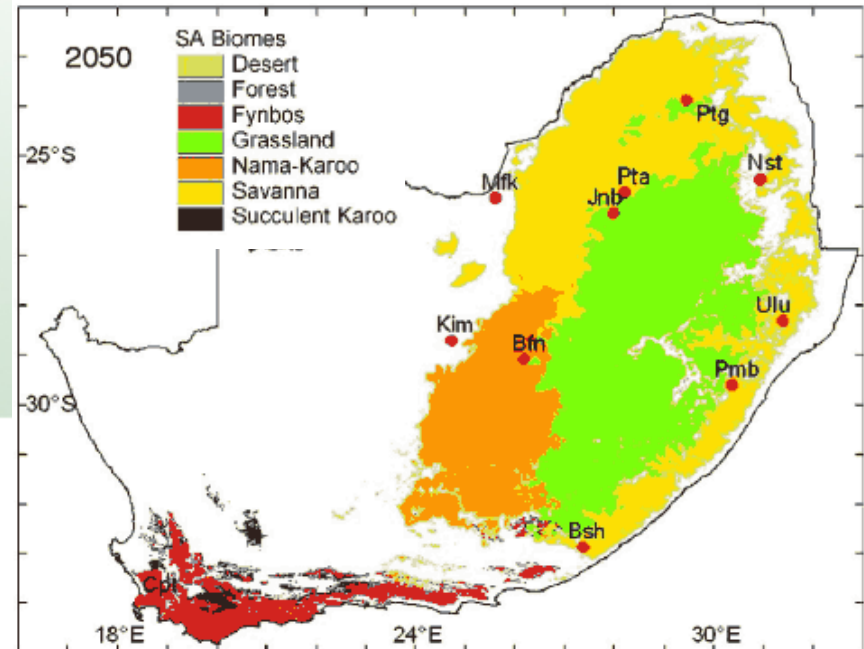 2050
SA Biomes
Desert
Forest
Fynbos
Grassland
Nama-Karoo
Savanna
Succulent Karoo
Ptg
25°S
Mfk
Pta
Nst
Jnb
Ulu
Kim
Bfn
Pmb
30°S
Bsh
Cpt
18°E
24°E
30°E